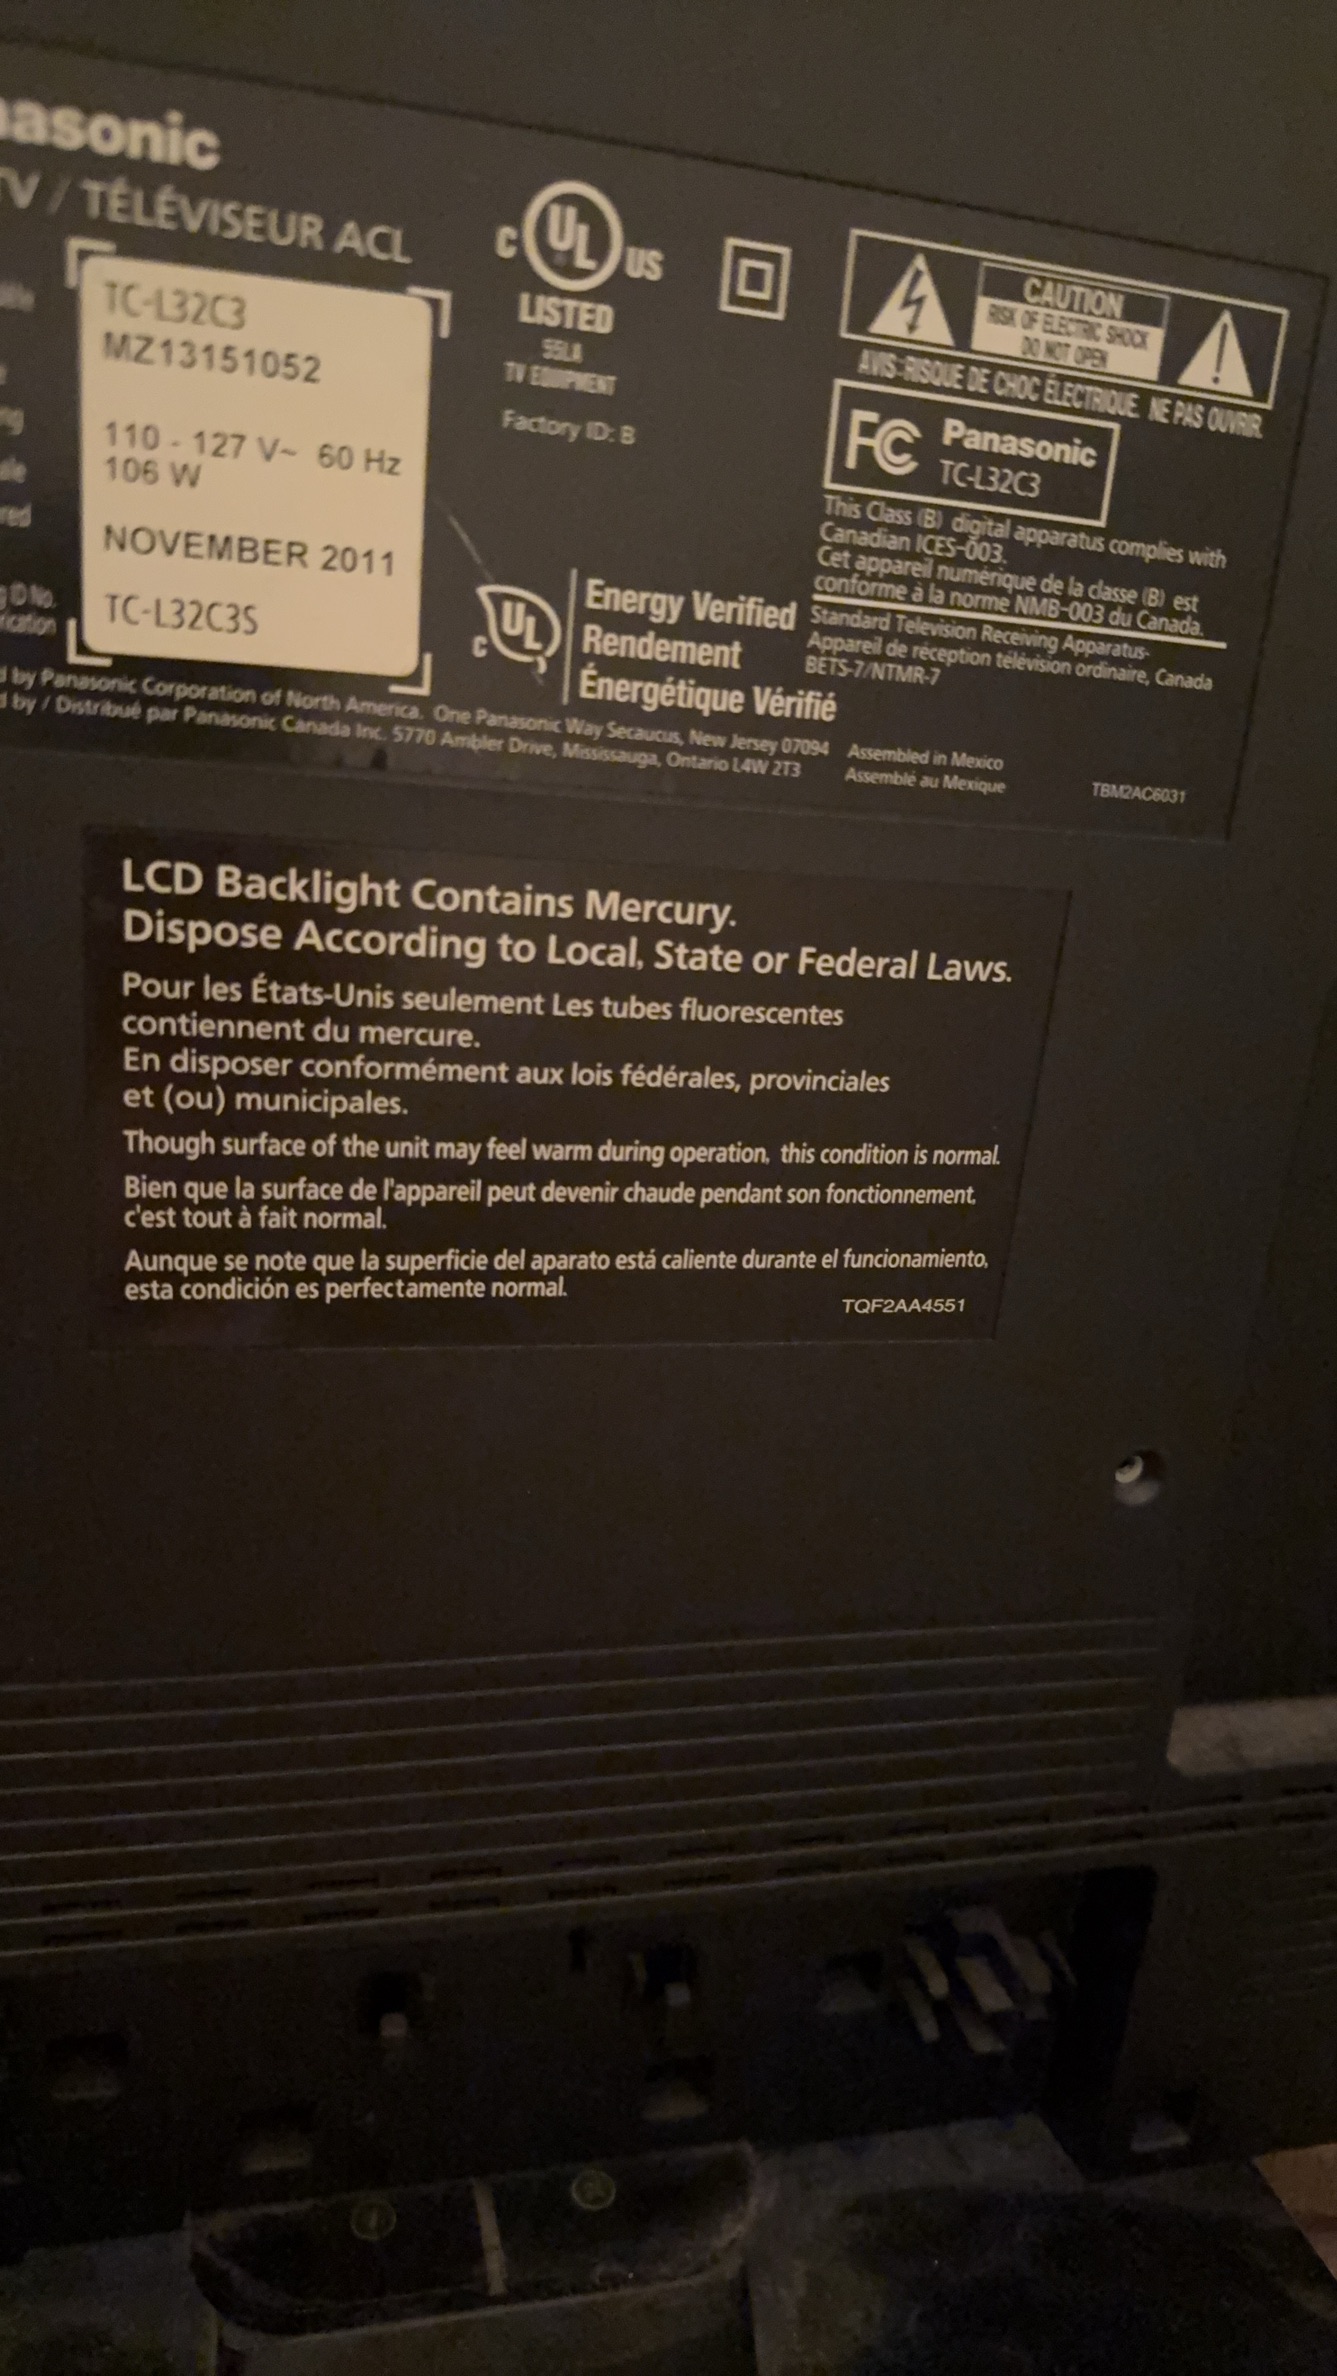 TÉLÉVISEUR ACL
TC-L32C3
MZ13151052
110 - 127 V~ 60 Hz
106 W
NOVEMBER 2011
TC-L32C3S
C UL US
LISTED
55LA
TV EQUIPMENT
Factory ID: B
CAUTION
RISK OF ELECTRIC SHOCK
DO NOT OPEN
AVIS: RISQUE DE CHOC ÉLECTRIQUE. NE PAS OUVRIR.
FC Panasonic
TC-L32C3
This Class (B) digital apparatus complies with
Canadian ICES-003.
Cet appareil numérique de la classe (B) est
conforme à la norme NMB-003 du Canada.
Standard Television Receiving Apparatus-
Appareil de réception télévision ordinaire, Canada
BETS-7/NTMR-7
C UL
Energy Verified
Rendement
Énergétique Vérifié
by Panasonic Corporation of North America. One Panasonic Way Secaucus, New Jersey 07094
by / Distribué par Panasonic Canada Inc. 5770 Ambler Drive, Mississauga, Ontario L4W 2T3
Assembled in Mexico
Assemblé au Mexique
TBM2AC6031
LCD Backlight Contains Mercury.
Dispose According to Local, State or Federal Laws.
Pour les États-Unis seulement Les tubes fluorescentes
contiennent du mercure.
En disposer conformément aux lois fédérales, provinciales
et (ou) municipales.
Though surface of the unit may feel warm during operation, this condition is normal.
Bien que la surface de l'appareil peut devenir chaude pendant son fonctionnement,
c'est tout à fait normal.
Aunque se note que la superficie del aparato está caliente durante el funcionamiento,
esta condición es perfectamente normal.
TQF2AA4551